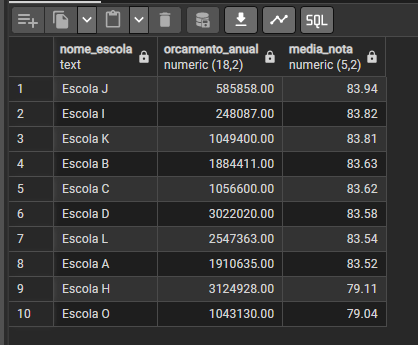 SQL
nome_escola orcamento_anual media_nota
text numeric (18,2) numeric (5,2)
1 Escola J 585858.00 83.94
2 Escola I 248087.00 83.82
3 Escola K 1049400.00 83.81
4 Escola B 1884411.00 83.63
5 Escola C 1056600.00 83.62
6 Escola D 3022020.00 83.58
7 Escola L 2547363.00 83.54
8 Escola A 1910635.00 83.52
9 Escola H 3124928.00 79.11
10 Escola O 1043130.00 79.04